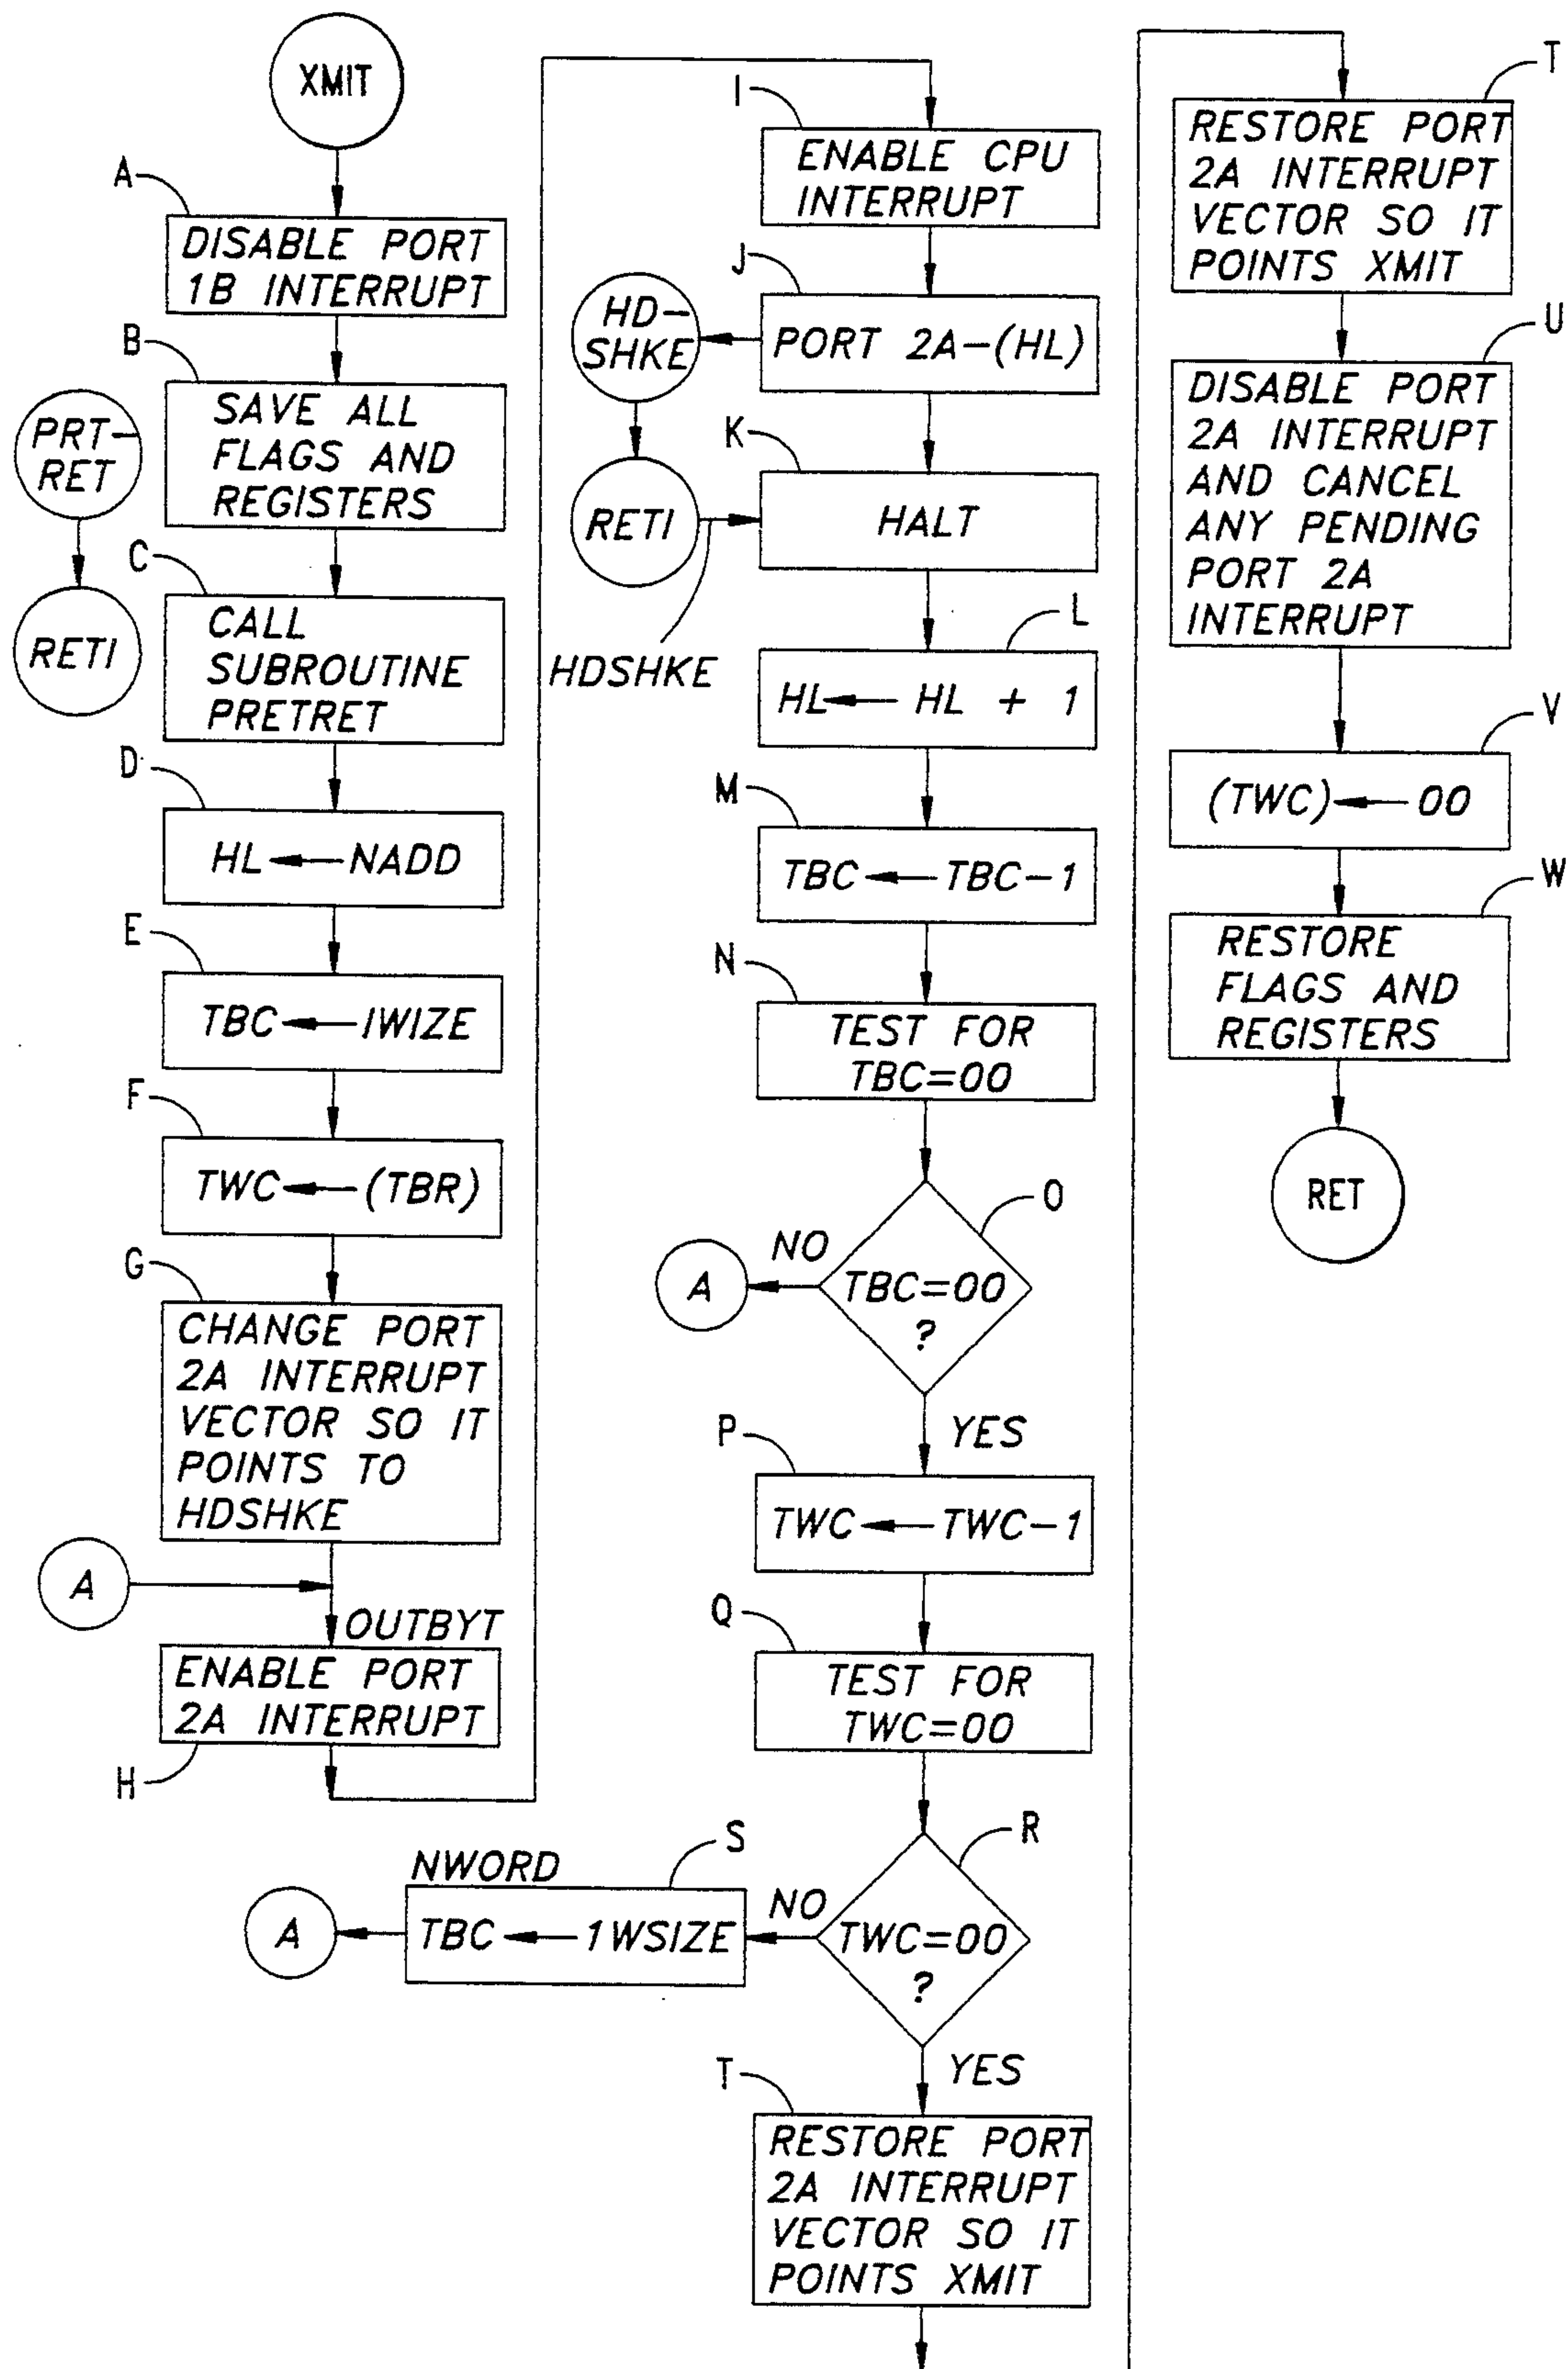 XMIT
A
DISABLE PORT
1B INTERRUPT
B
SAVE ALL
FLAGS AND
REGISTERS
PRT-
RET
RETI
C
CALL
SUBROUTINE
PRETRET
D
HL←NADD
E
TBC←IWIZE
F
TWC←(TBR)
G
CHANGE PORT
2A INTERRUPT
VECTOR SO IT
POINTS TO
HDSHKE
A
OUTBYT
ENABLE PORT
2A INTERRUPT
H
I
ENABLE CPU
INTERRUPT
J
PORT 2A-(HL)
HD-
SHKE
RETI
HDSHKE
K
HALT
L
HL← HL + 1
M
TBC←TBC-1
N
TEST FOR
TBC=00
O
TBC=00
?
NO
A
YES
P
TWC←TWC-1
Q
TEST FOR
TWC=00
R
TWC=00
?
NO
S
NWORD
TBC←1WSIZE
A
YES
T
RESTORE PORT
2A INTERRUPT
VECTOR SO IT
POINTS XMIT
T
RESTORE PORT
2A INTERRUPT
VECTOR SO IT
POINTS XMIT
U
DISABLE PORT
2A INTERRUPT
AND CANCEL
ANY PENDING
PORT 2A
INTERRUPT
V
(TWC)←00
W
RESTORE
FLAGS AND
REGISTERS
RET